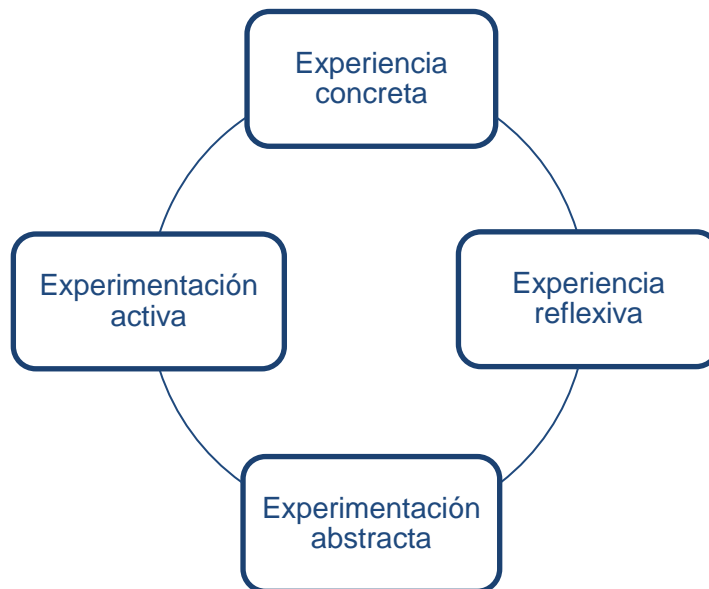 Experiencia
concreta
Experimentación
activa
Experiencia
reflexiva
Experimentación
abstracta